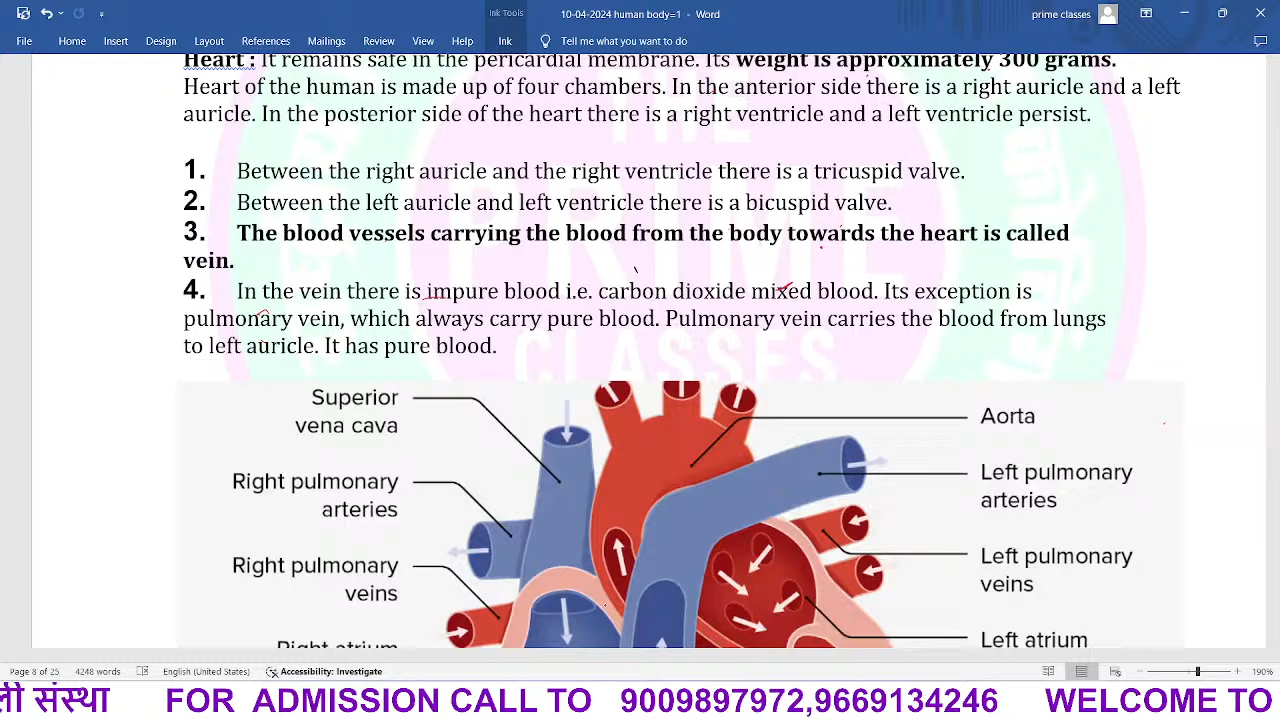 Ink Tools
10-04-2024 human body=1 - Word
prime classes
File Home Insert Design Layout References Mailings Review View Help Ink Tell me what you want to do
Heart : It remains safe in the pericardial membrane. Its weight is approximately 300 grams.
Heart of the human is made up of four chambers. In the anterior side there is a right auricle and a left
auricle. In the posterior side of the heart there is a right ventricle and a left ventricle persist.
1. Between the right auricle and the right ventricle there is a tricuspid valve.
2. Between the left auricle and left ventricle there is a bicuspid valve.
3. The blood vessels carrying the blood from the body towards the heart is called
vein.
4. In the vein there is impure blood i.e. carbon dioxide mixed blood. Its exception is
pulmonary vein, which always carry pure blood. Pulmonary vein carries the blood from lungs
to left auricle. It has pure blood.
THE
PRIME
CLASSES
Superior
vena cava
Right pulmonary
arteries
Right pulmonary
veins
Right atrium
Aorta
Left pulmonary
arteries
Left pulmonary
veins
Left atrium
Page 8 of 25 4248 words English (United States) Accessibility: Investigate 190%
ली संस्था FOR ADMISSION CALL TO 9009897972,9669134246 WELCOME TO